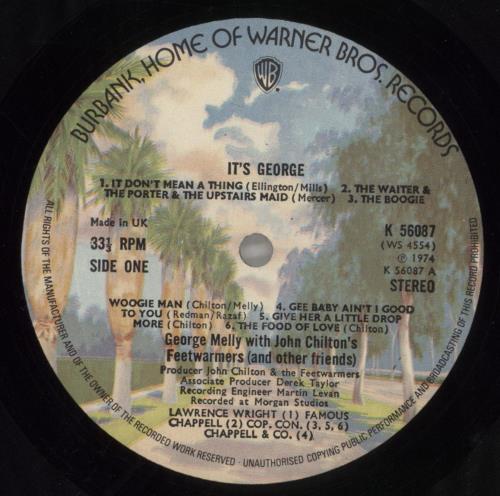 BURBANK, HOME OF WARNER BROS. RECORDS
WB
IT'S GEORGE
1. IT DON'T MEAN A THING (Ellington/Mills) 2. THE WAITER &
THE PORTER & THE UPSTAIRS MAID (Mercer) 3. THE BOOGIE
Made in UK
33⅓ RPM
SIDE ONE
K 56087
(WS 4554)
℗ 1974
K 56087 A
STEREO
WOOGIE MAN (Chilton/Melly) 4. GEE BABY AIN'T I GOOD
TO YOU (Redman/Razaf) 5. GIVE HER A LITTLE DROP
MORE (Chilton) 6. THE FOOD OF LOVE (Chilton)
George Melly with John Chilton's
Feetwarmers (and other friends)
Producer John Chilton & the Feetwarmers
Associate Producer Derek Taylor
Recording Engineer Martin Levan
Recorded at Morgan Studios
LAWRENCE WRIGHT (1) FAMOUS
CHAPPELL (2) COP. CON. (3, 5, 6)
CHAPPELL & CO. (4)
ALL RIGHTS OF THE MANUFACTURER AND OF THE OWNER OF THE RECORDED WORK RESERVED · UNAUTHORISED COPYING PUBLIC PERFORMANCE AND BROADCASTING OF THIS RECORD PROHIBITED